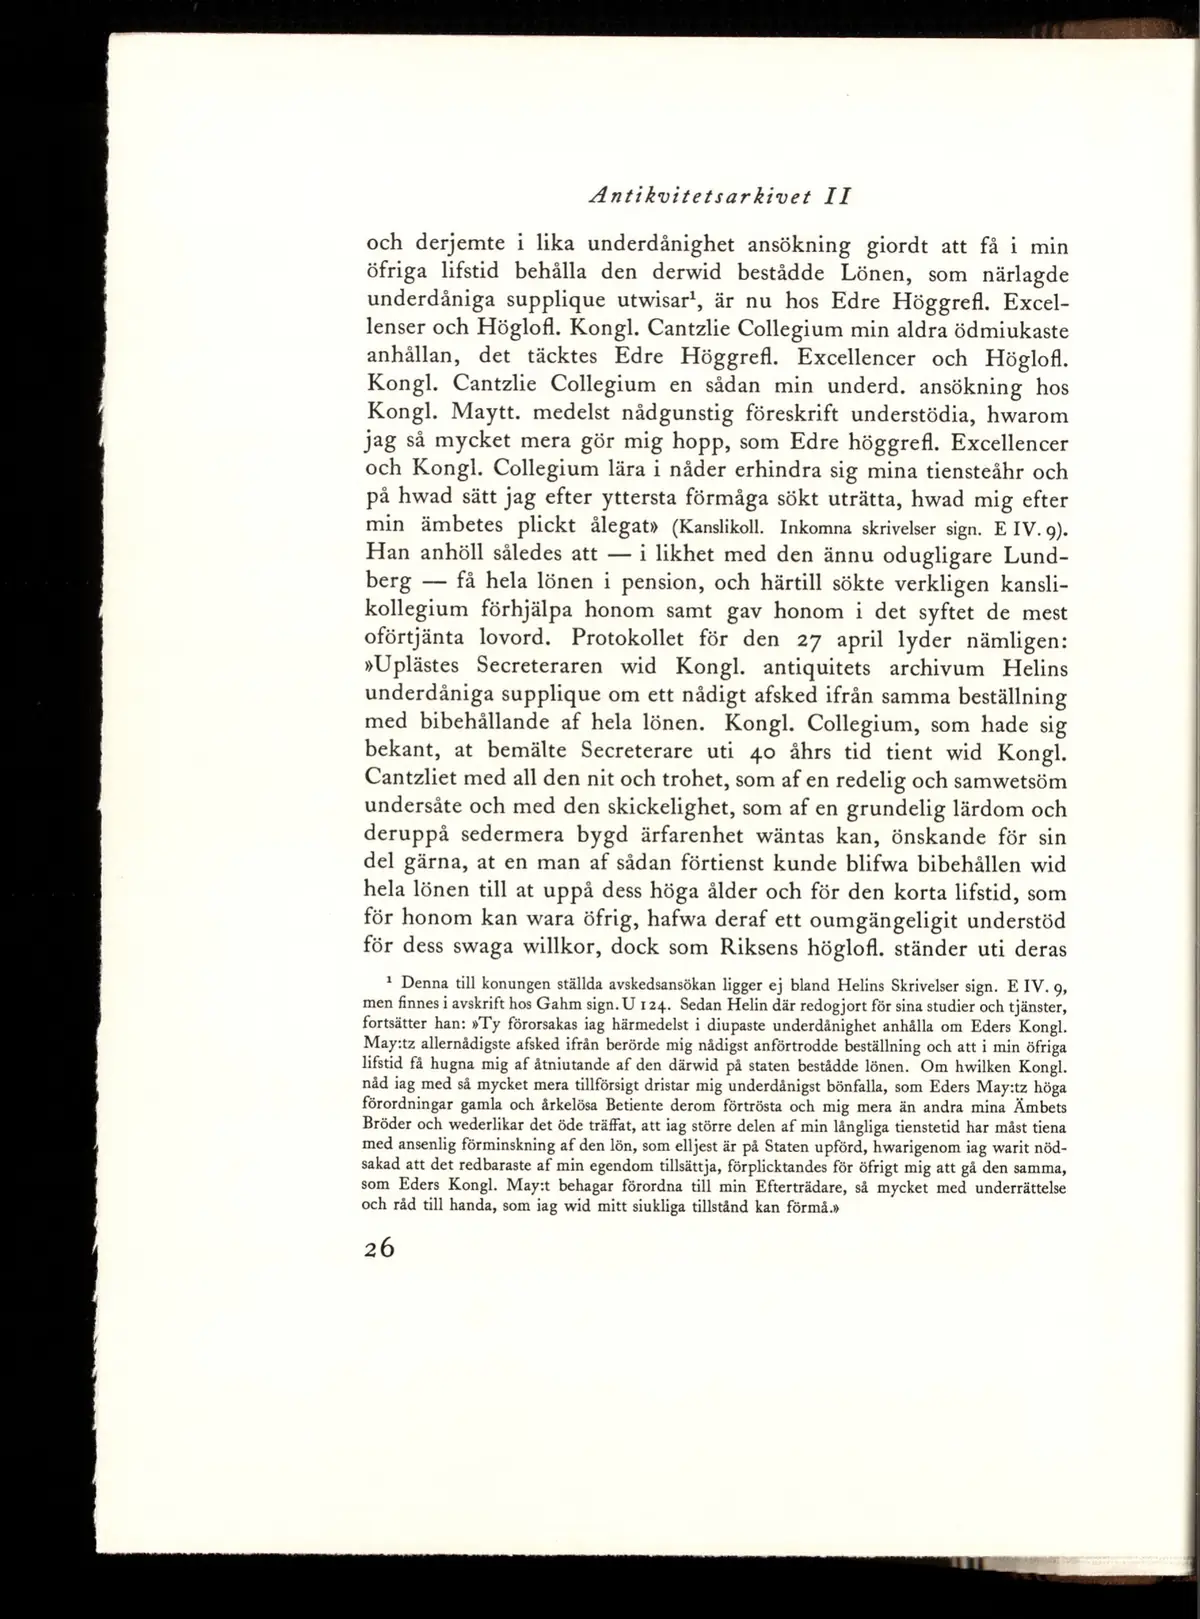 Antikvitetsarkivet II
och derjemte i lika underdånighet ansökning giordt att få i min
öfriga lifstid behålla den derwid bestådde Lönen, som närlagde
underdåniga supplique utwisar¹, är nu hos Edre Höggrefl. Excel-
lenser och Höglofl. Kongl. Cantzlie Collegium min aldra ödmiukaste
anhållan, det täcktes Edre Höggrefl. Excellencer och Höglofl.
Kongl. Cantzlie Collegium en sådan min underd. ansökning hos
Kongl. Maytt. medelst nådgunstig föreskrift understödia, hwarom
jag så mycket mera gör mig hopp, som Edre höggrefl. Excellencer
och Kongl. Collegium lära i nåder erhindra sig mina tiensteåhr och
på hwad sätt jag efter yttersta förmåga sökt uträtta, hwad mig efter
min ämbetes plickt ålegat» (Kanslikoll. Inkomna skrivelser sign. E IV. 9).
Han anhöll således att — i likhet med den ännu odugligare Lund-
berg — få hela lönen i pension, och härtill sökte verkligen kansli-
kollegium förhjälpa honom samt gav honom i det syftet de mest
oförtjänta lovord. Protokollet för den 27 april lyder nämligen:
»Uplästes Secreteraren wid Kongl. antiquitets archivum Helins
underdåniga supplique om ett nådigt afsked ifrån samma beställning
med bibehållande af hela lönen. Kongl. Collegium, som hade sig
bekant, at bemälte Secreterare uti 40 åhrs tid tient wid Kongl.
Cantzliet med all den nit och trohet, som af en redelig och samwetsöm
undersåte och med den skickelighet, som af en grundelig lärdom och
deruppå sedermera bygd ärfarenhet wäntas kan, önskande för sin
del gärna, at en man af sådan förtienst kunde blifwa bibehållen wid
hela lönen till at uppå dess höga ålder och för den korta lifstid, som
för honom kan wara öfrig, hafwa deraf ett oumgängeligit understöd
för dess swaga willkor, dock som Riksens höglofl. ständer uti deras
¹ Denna till konungen ställda avskedsansökan ligger ej bland Helins Skrivelser sign. E IV. 9,
men finnes i avskrift hos Gahm sign. U 124. Sedan Helin där redogjort för sina studier och tjänster,
fortsätter han: »Ty förorsakas iag härmedelst i diupaste underdånighet anhålla om Eders Kongl.
May:tz allernådigste afsked ifrån berörde mig nådigst anförtrodde beställning och att i min öfriga
lifstid få hugna mig af åtniutande af den därwid på staten bestådde lönen. Om hwilken Kongl.
nåd iag med så mycket mera tillförsigt dristar mig underdånigst bönfalla, som Eders May:tz höga
förordningar gamla och årkelösa Betiente derom förtrösta och mig mera än andra mina Ämbets
Bröder och wederlikar det öde träffat, att iag större delen af min långliga tienstetid har måst tiena
med ansenlig förminskning af den lön, som elljest är på Staten upförd, hwarigenom iag warit nöd-
sakad att det redbaraste af min egendom tillsättja, förplicktandes för öfrigt mig att gå den samma,
som Eders Kongl. May:t behagar förordna till min Efterträdare, så mycket med underrättelse
och råd till handa, som iag wid mitt siukliga tillstånd kan förmå.»
26